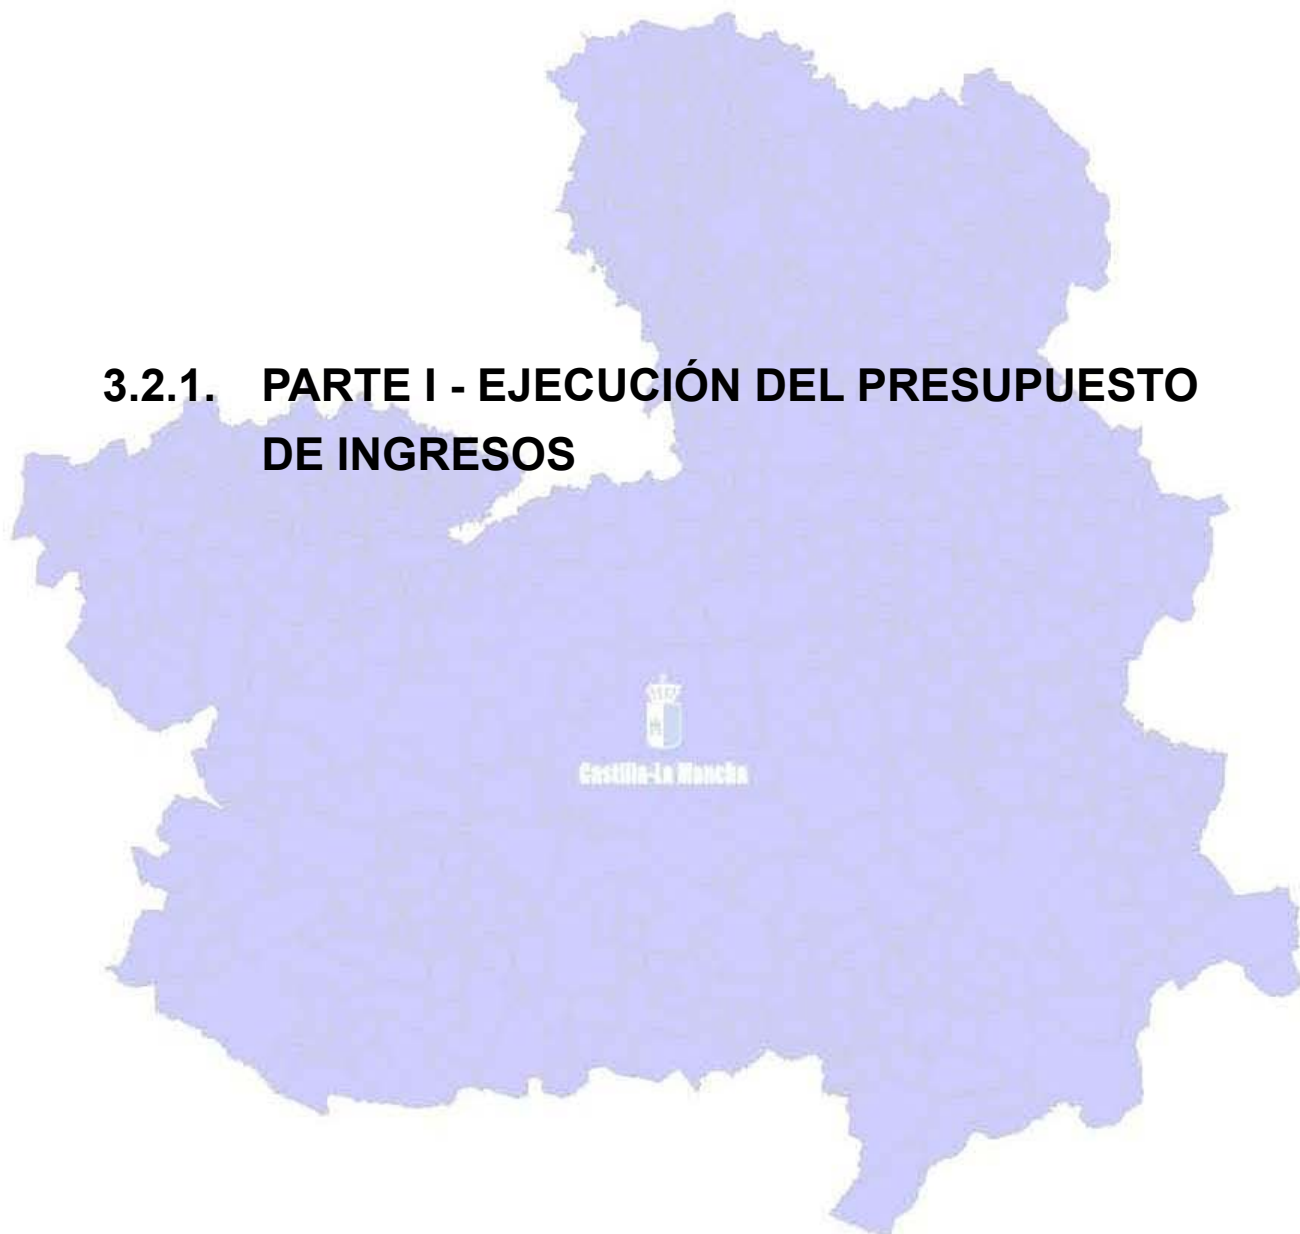 3.2.1. PARTE I - EJECUCIÓN DEL PRESUPUESTO
DE INGRESOS
Castilla-La Mancha